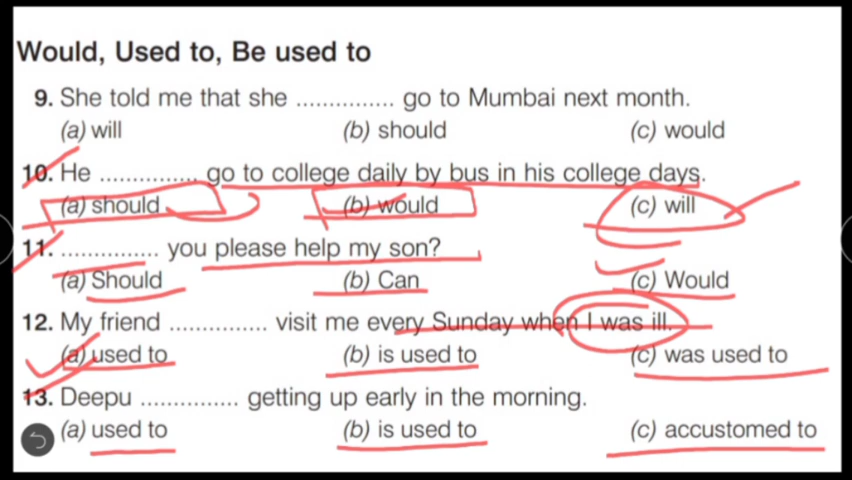 Would, Used to, Be used to
9. She told me that she ............... go to Mumbai next month.
(a) will (b) should (c) would
10. He ............... go to college daily by bus in his college days.
(a) should (b) would (c) will
11. ............... you please help my son?
(a) Should (b) Can (c) Would
12. My friend ............... visit me every Sunday when I was ill.
(a) used to (b) is used to (c) was used to
13. Deepu ............... getting up early in the morning.
(a) used to (b) is used to (c) accustomed to